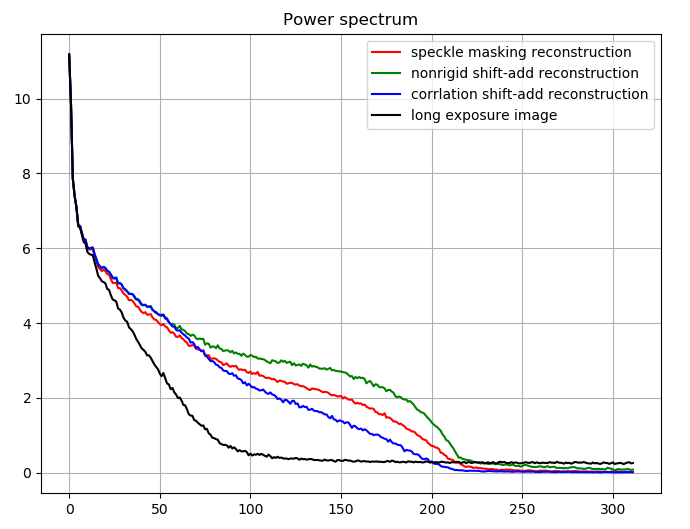 Power spectrum
speckle masking reconstruction
nonrigid shift-add reconstruction
corrlation shift-add reconstruction
long exposure image
10
8
6
4
2
0
0 50 100 150 200 250 300